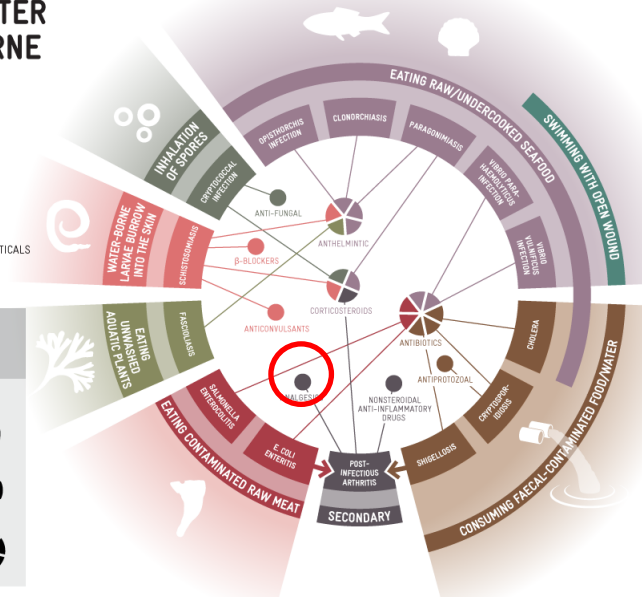 TER
RNE
TICALS
EATING RAW/UNDERCOOKED SEAFOOD
SWIMMING WITH OPEN WOUND
INHALATION
OF SPORES
CRYPTOCOCCAL
INFECTION
OPISTHORCHIS
INFECTION
CLONORCHIASIS
PARAGONIMIASIS
VIBRIO PARA-
HAEMOLYTICUS
INFECTION
VIBRIO
VULNIFICUS
INFECTION
WATER-BORNE
LARVAE BURROW
INTO THE SKIN
SCHISTOSOMIASIS
ANTI-FUNGAL
ANTHELMINTIC
β-BLOCKERS
CORTICOSTEROIDS
ANTICONVULSANTS
ANTIBIOTICS
EATING
UNWASHED
AQUATIC PLANTS
FASCIOLIASIS
CHOLERA
ANTIPROTOZOAL
CRYPTOSPOR-
IDIOSIS
NALGESIC
NONSTEROIDAL
ANTI-INFLAMMATORY
DRUGS
SALMONELLA
ENTEROCOLITIS
E. COLI
ENTERITIS
SHIGELLOSIS
EATING CONTAMINATED RAW MEAT
CONSUMING FAECAL-CONTAMINATED FOOD/WATER
POST-
INFECTIOUS
ARTHRITIS
SECONDARY